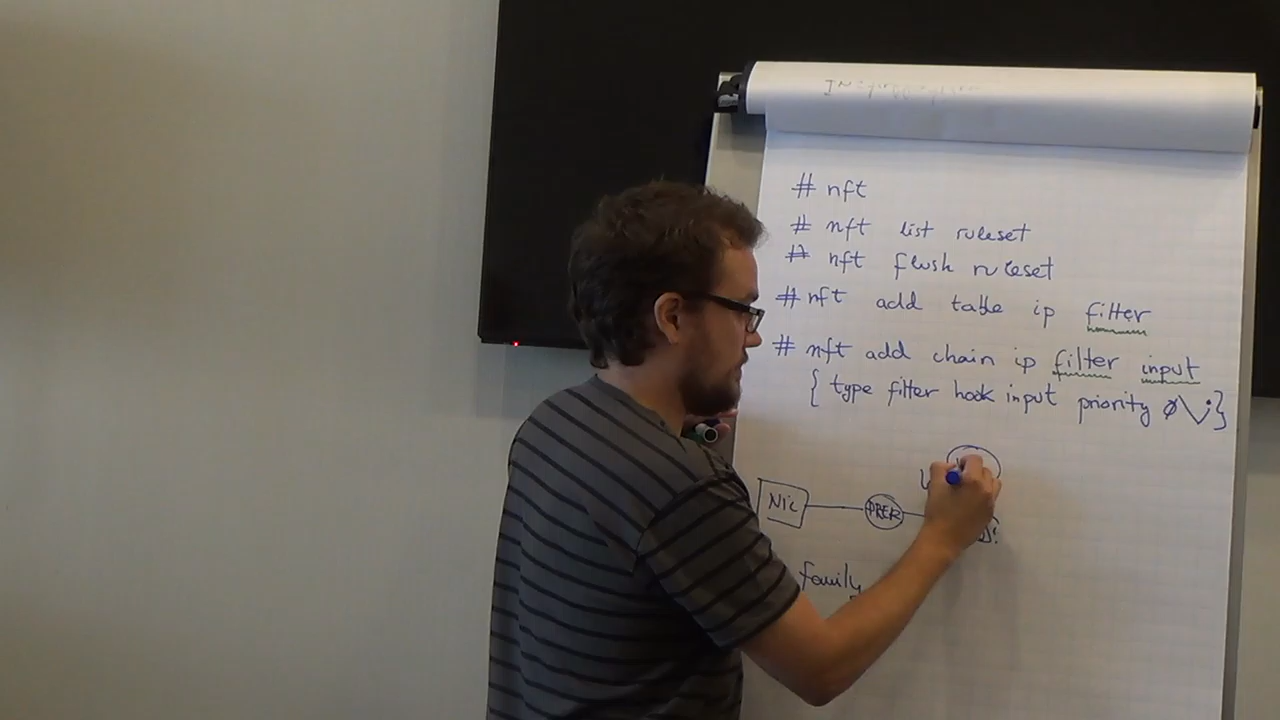 # nft
# nft list ruleset
# nft flush ruleset
# nft add table ip filter
# nft add chain ip filter input
{ type filter hook input priority ø\;}
NIC PRER
family